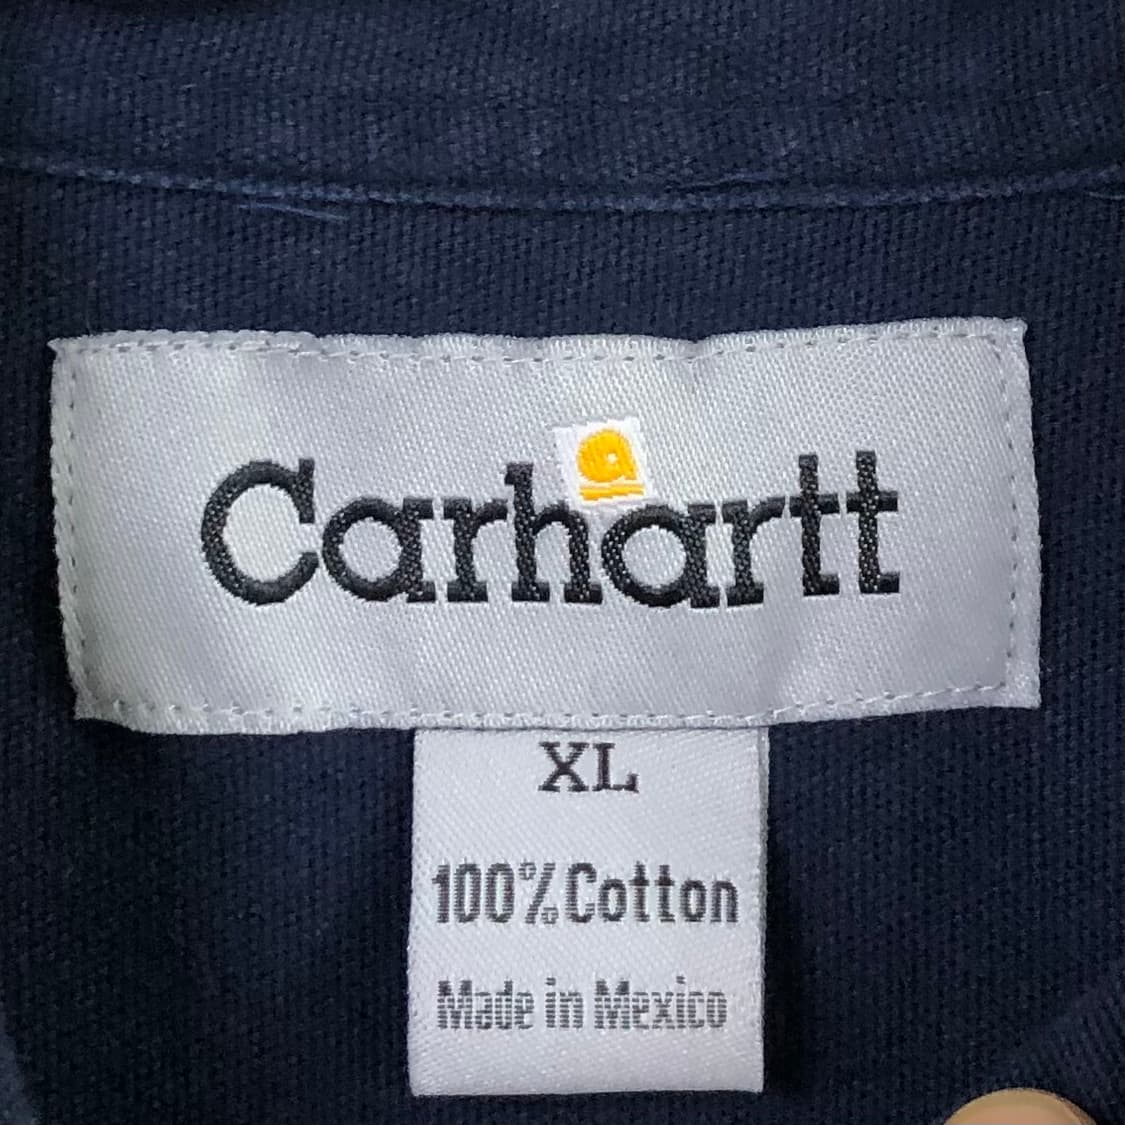 Carhartt
XL
100% Cotton
Made in Mexico